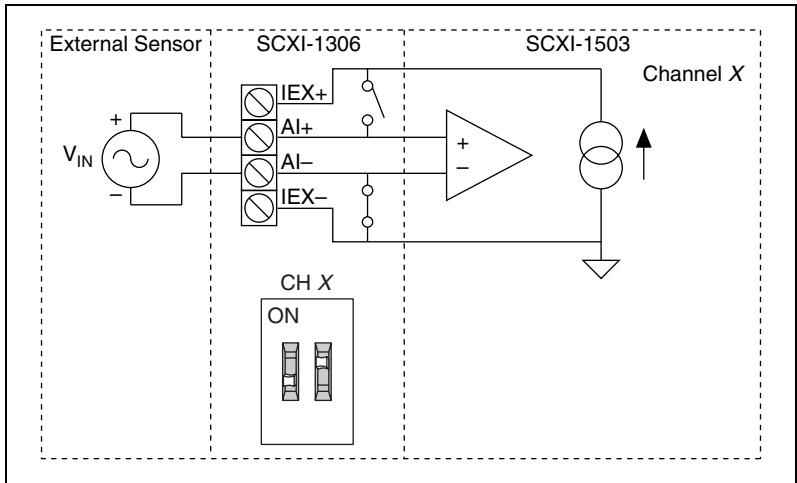 External Sensor
SCXI-1306
SCXI-1503
Channel X
IEX+
+
AI+
+
VIN
AI–
–
–
IEX–
CH X
ON